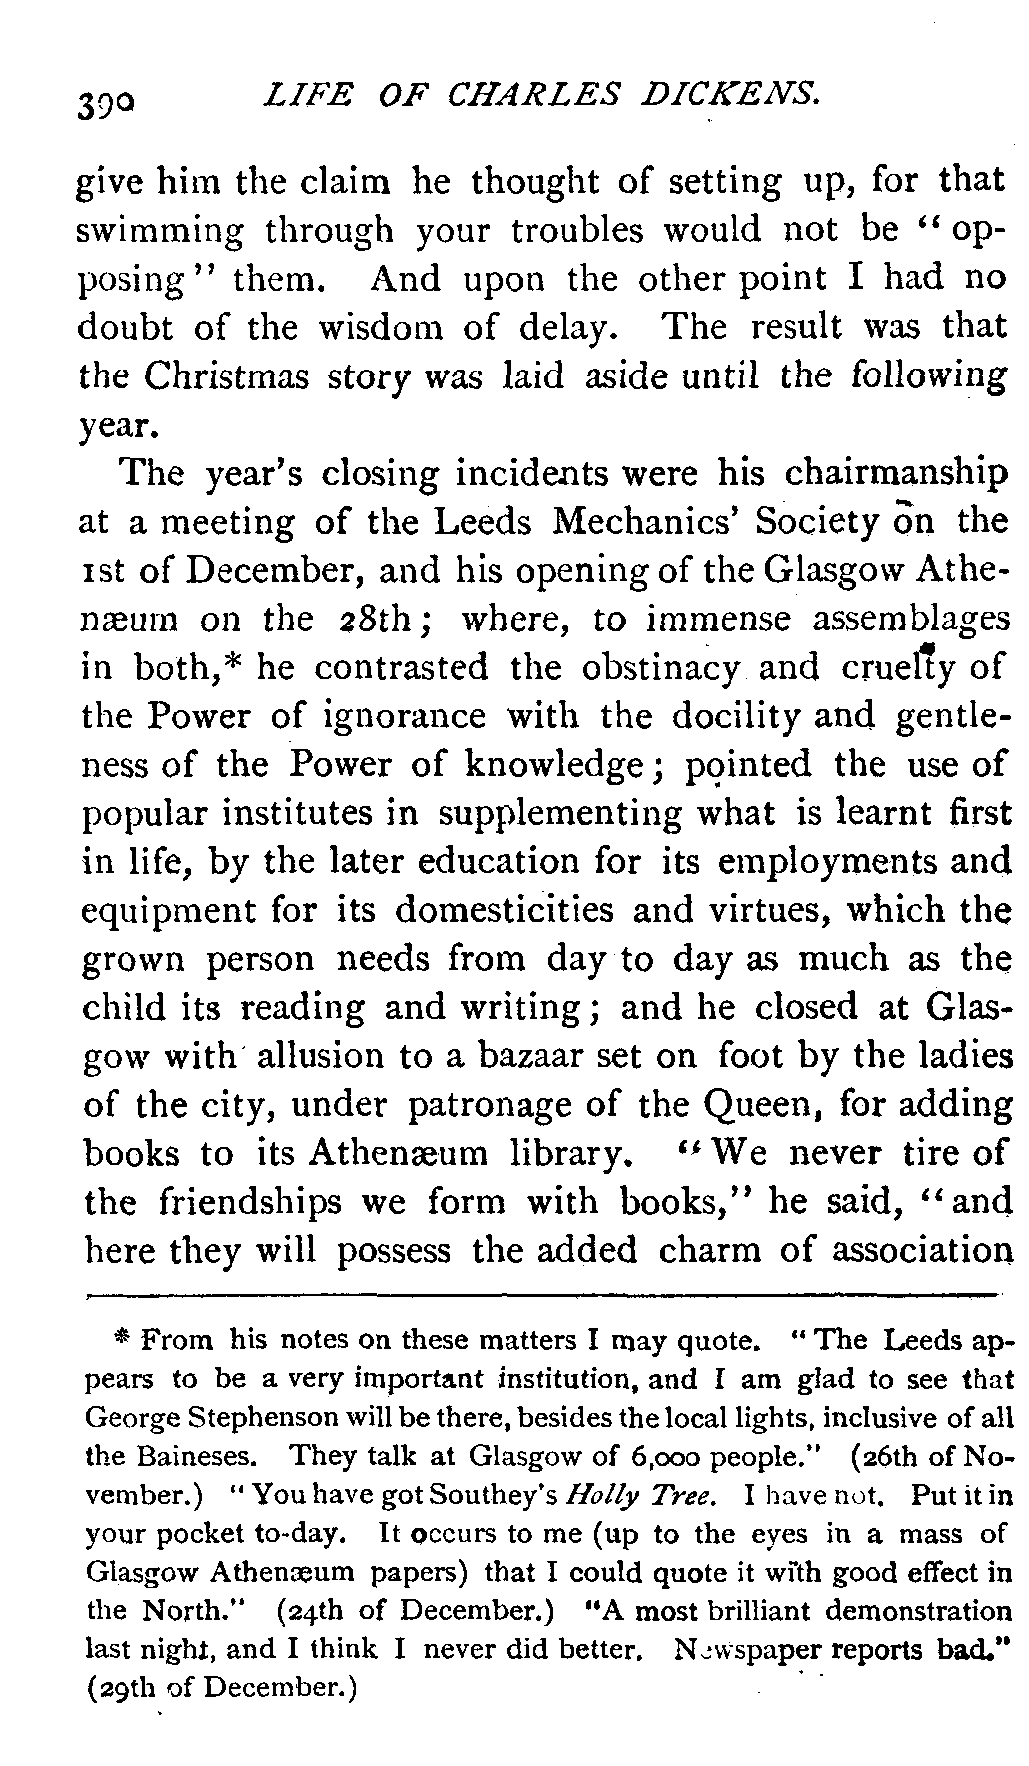 390 LIFE OF CHARLES DICKENS.
give him the claim he thought of setting up, for that
swimming through your troubles would not be “ op-
posing ” them. And upon the other point I had no
doubt of the wisdom of delay. The result was that
the Christmas story was laid aside until the following
year.
The year’s closing incidents were his chairmanship
at a meeting of the Leeds Mechanics’ Society on the
1st of December, and his opening of the Glasgow Athe-
næum on the 28th ; where, to immense assemblages
in both,* he contrasted the obstinacy and cruelty of
the Power of ignorance with the docility and gentle-
ness of the Power of knowledge ; pointed the use of
popular institutes in supplementing what is learnt first
in life, by the later education for its employments and
equipment for its domesticities and virtues, which the
grown person needs from day to day as much as the
child its reading and writing ; and he closed at Glas-
gow with allusion to a bazaar set on foot by the ladies
of the city, under patronage of the Queen, for adding
books to its Athenæum library. “ We never tire of
the friendships we form with books,” he said, “ and
here they will possess the added charm of association
* From his notes on these matters I may quote. “ The Leeds ap-
pears to be a very important institution, and I am glad to see that
George Stephenson will be there, besides the local lights, inclusive of all
the Baineses. They talk at Glasgow of 6,000 people.” (26th of No-
vember.) “ You have got Southey’s Holly Tree. I have not. Put it in
your pocket to-day. It occurs to me (up to the eyes in a mass of
Glasgow Athenæum papers) that I could quote it with good effect in
the North.” (24th of December.) “A most brilliant demonstration
last night, and I think I never did better. Newspaper reports bad.”
(29th of December.)